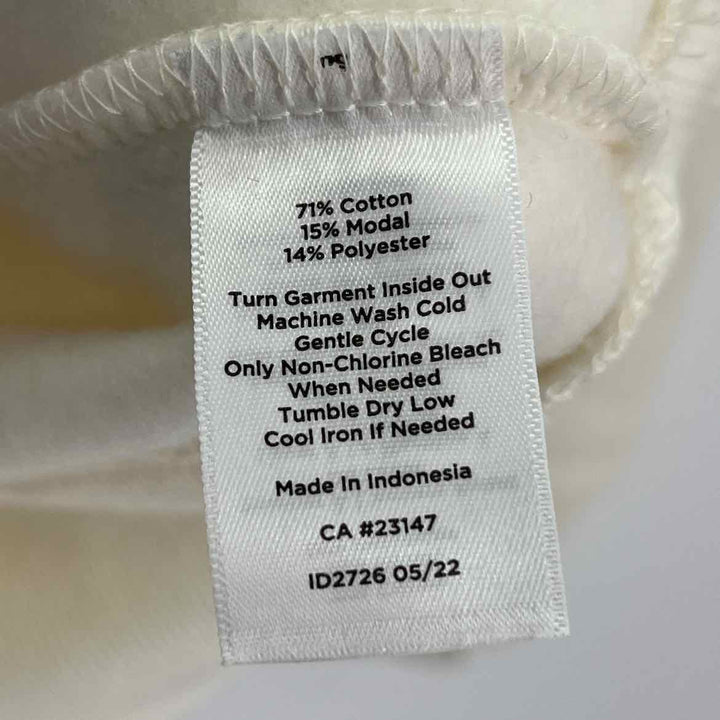 71% Cotton
15% Modal
14% Polyester
Turn Garment Inside Out
Machine Wash Cold
Gentle Cycle
Only Non-Chlorine Bleach
When Needed
Tumble Dry Low
Cool Iron If Needed
Made In Indonesia
CA #23147
ID2726 05/22